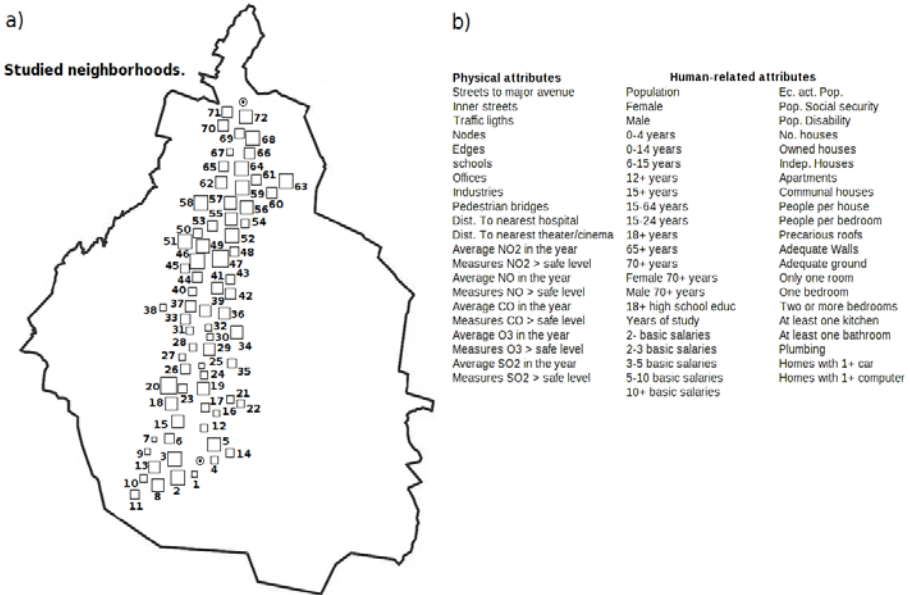 a)
Studied neighborhoods.
71
72
70
69
68
67
66
65
64
61
63
62
59
60
58
57
56
55
54
53
50
52
51
49
48
46
47
45
44
41
43
40
42
39
38
37
36
33
32
31
30
34
28
29
27
25
35
26
24
20
19
23
21
18
17
22
16
15
12
7
6
5
9
3
14
13
4
10
2
1
8
11
b)
Physical attributes
Streets to major avenue
Inner streets
Traffic ligths
Nodes
Edges
schools
Offices
Industries
Pedestrian bridges
Dist. To nearest hospital
Dist. To nearest theater/cinema
Average NO2 in the year
Measures NO2 > safe level
Average NO in the year
Measures NO > safe level
Average CO in the year
Measures CO > safe level
Average O3 in the year
Measures O3 > safe level
Average SO2 in the year
Measures SO2 > safe level
Human-related attributes
Population
Female
Male
0-4 years
0-14 years
6-15 years
12+ years
15+ years
15-64 years
15-24 years
18+ years
65+ years
70+ years
Female 70+ years
Male 70+ years
18+ high school educ
Years of study
2- basic salaries
2-3 basic salaries
3-5 basic salaries
5-10 basic salaries
10+ basic salaries
Ec. act. Pop.
Pop. Social security
Pop. Disability
No. houses
Owned houses
Indep. Houses
Apartments
Communal houses
People per house
People per bedroom
Precarious roofs
Adequate Walls
Adequate ground
Only one room
One bedroom
Two or more bedrooms
At least one kitchen
At least one bathroom
Plumbing
Homes with 1+ car
Homes with 1+ computer